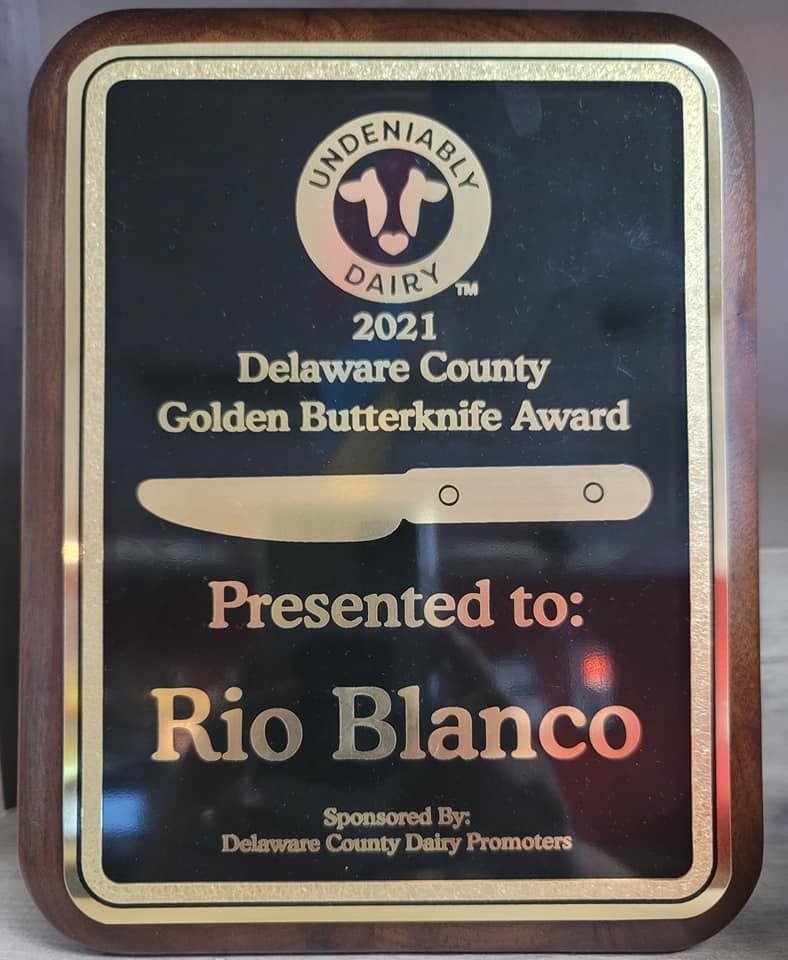 UNDENIABLY
DAIRY
TM
2021
Delaware County
Golden Butterknife Award
Presented to:
Rio Blanco
Sponsored By:
Delaware County Dairy Promoters